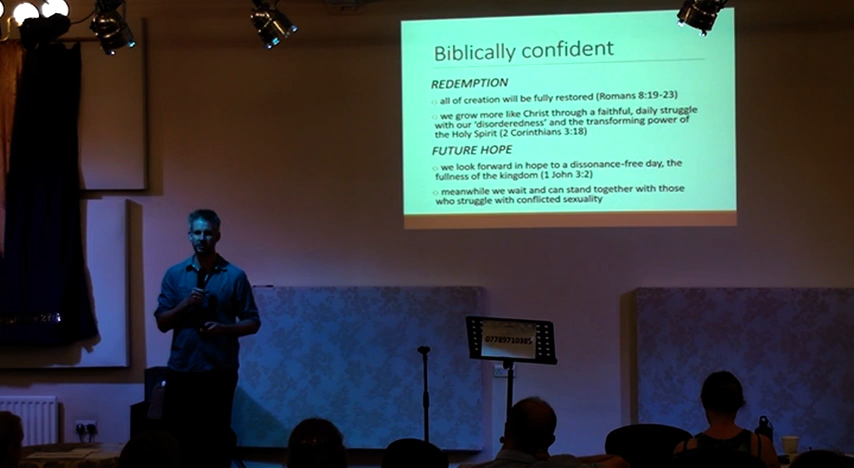 Biblically confident
REDEMPTION
all of creation will be fully restored (Romans 8:19-23)
we grow more like Christ through a faithful, daily struggle
with our 'disorderedness' and the transforming power of
the Holy Spirit (2 Corinthians 3:18)
FUTURE HOPE
we look forward in hope to a dissonance-free day, the
fullness of the kingdom (1 John 3:2)
meanwhile we wait and can stand together with those
who struggle with conflicted sexuality
07789710385